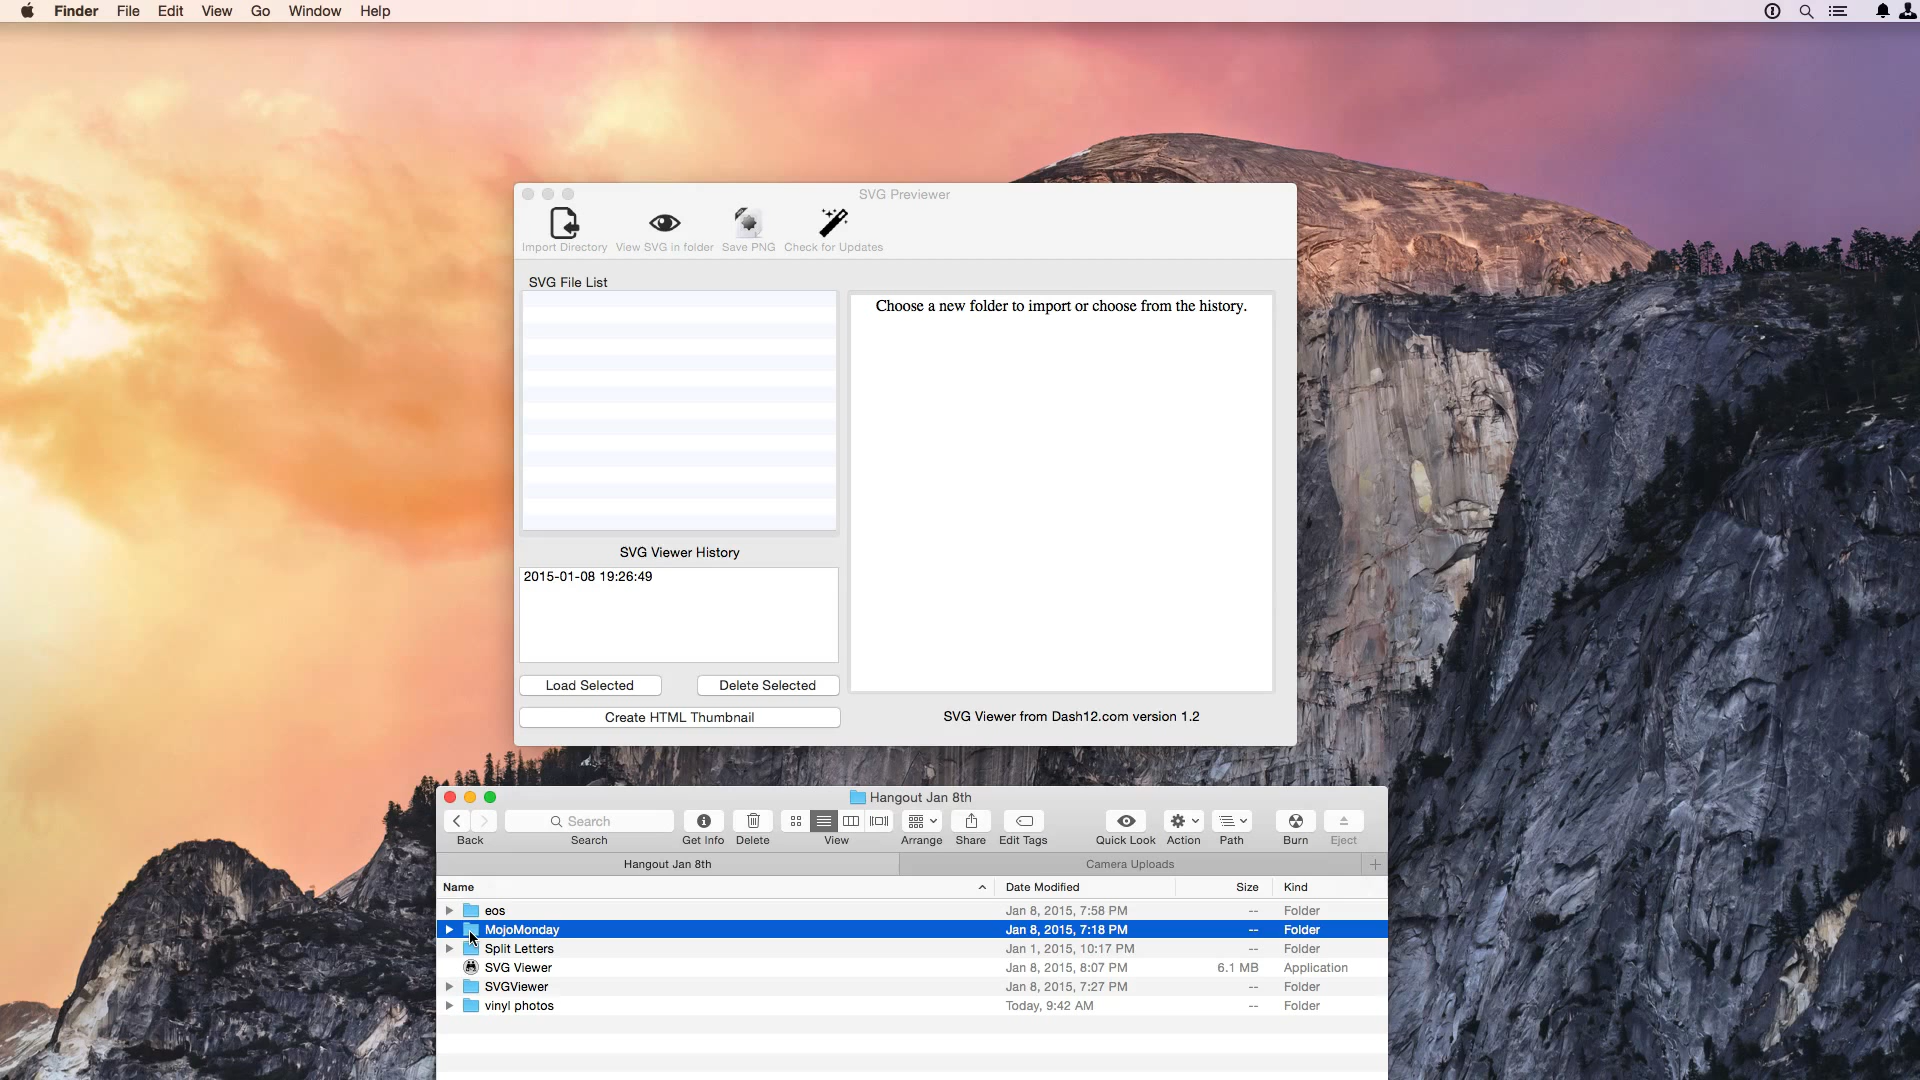 Finder File Edit View Go Window Help
SVG Previewer
Import Directory View SVG in folder Save PNG Check for Updates
SVG File List
Choose a new folder to import or choose from the history.
SVG Viewer History
2015-01-08 19:26:49
Load Selected Delete Selected
Create HTML Thumbnail
SVG Viewer from Dash12.com version 1.2
Hangout Jan 8th
Search
Back Search Get Info Delete View Arrange Share Edit Tags Quick Look Action Path Burn Eject
Hangout Jan 8th Camera Uploads
Name Date Modified Size Kind
eos Jan 8, 2015, 7:58 PM -- Folder
MojoMonday Jan 8, 2015, 7:18 PM -- Folder
Split Letters Jan 1, 2015, 10:17 PM -- Folder
SVG Viewer Jan 8, 2015, 8:07 PM 6.1 MB Application
SVGViewer Jan 8, 2015, 7:27 PM -- Folder
vinyl photos Today, 9:42 AM -- Folder